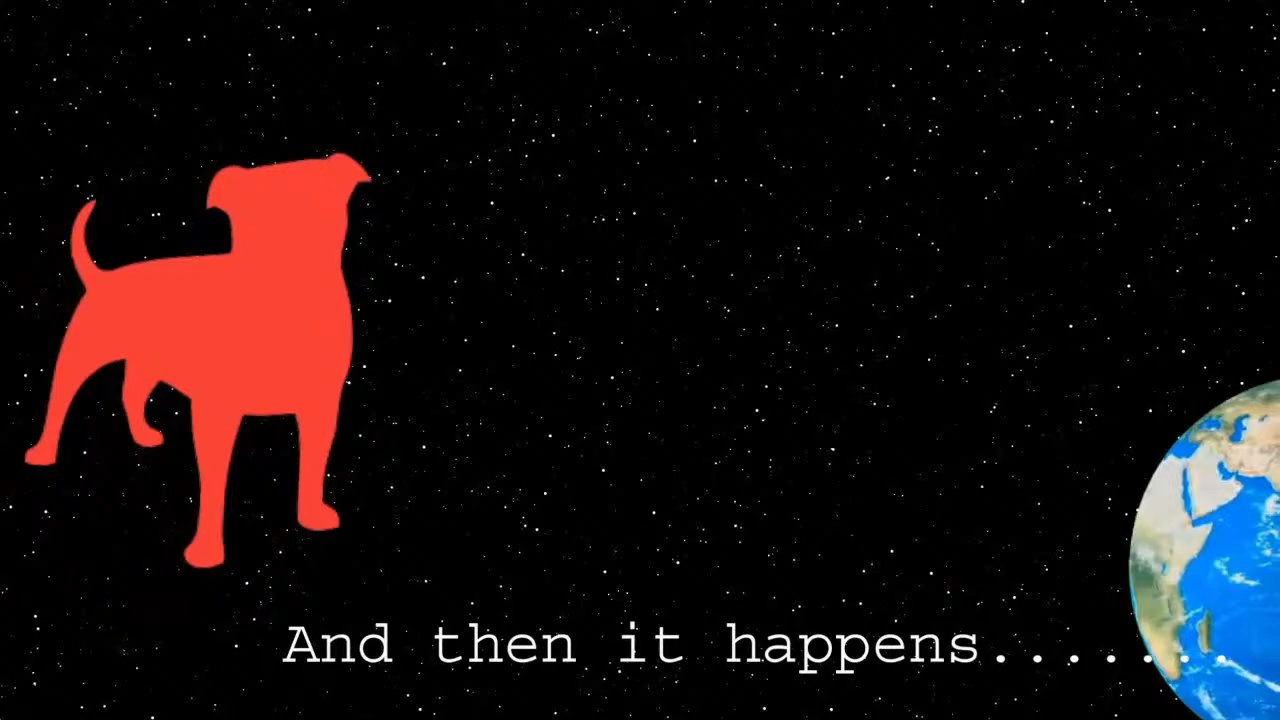 And then it happens.......